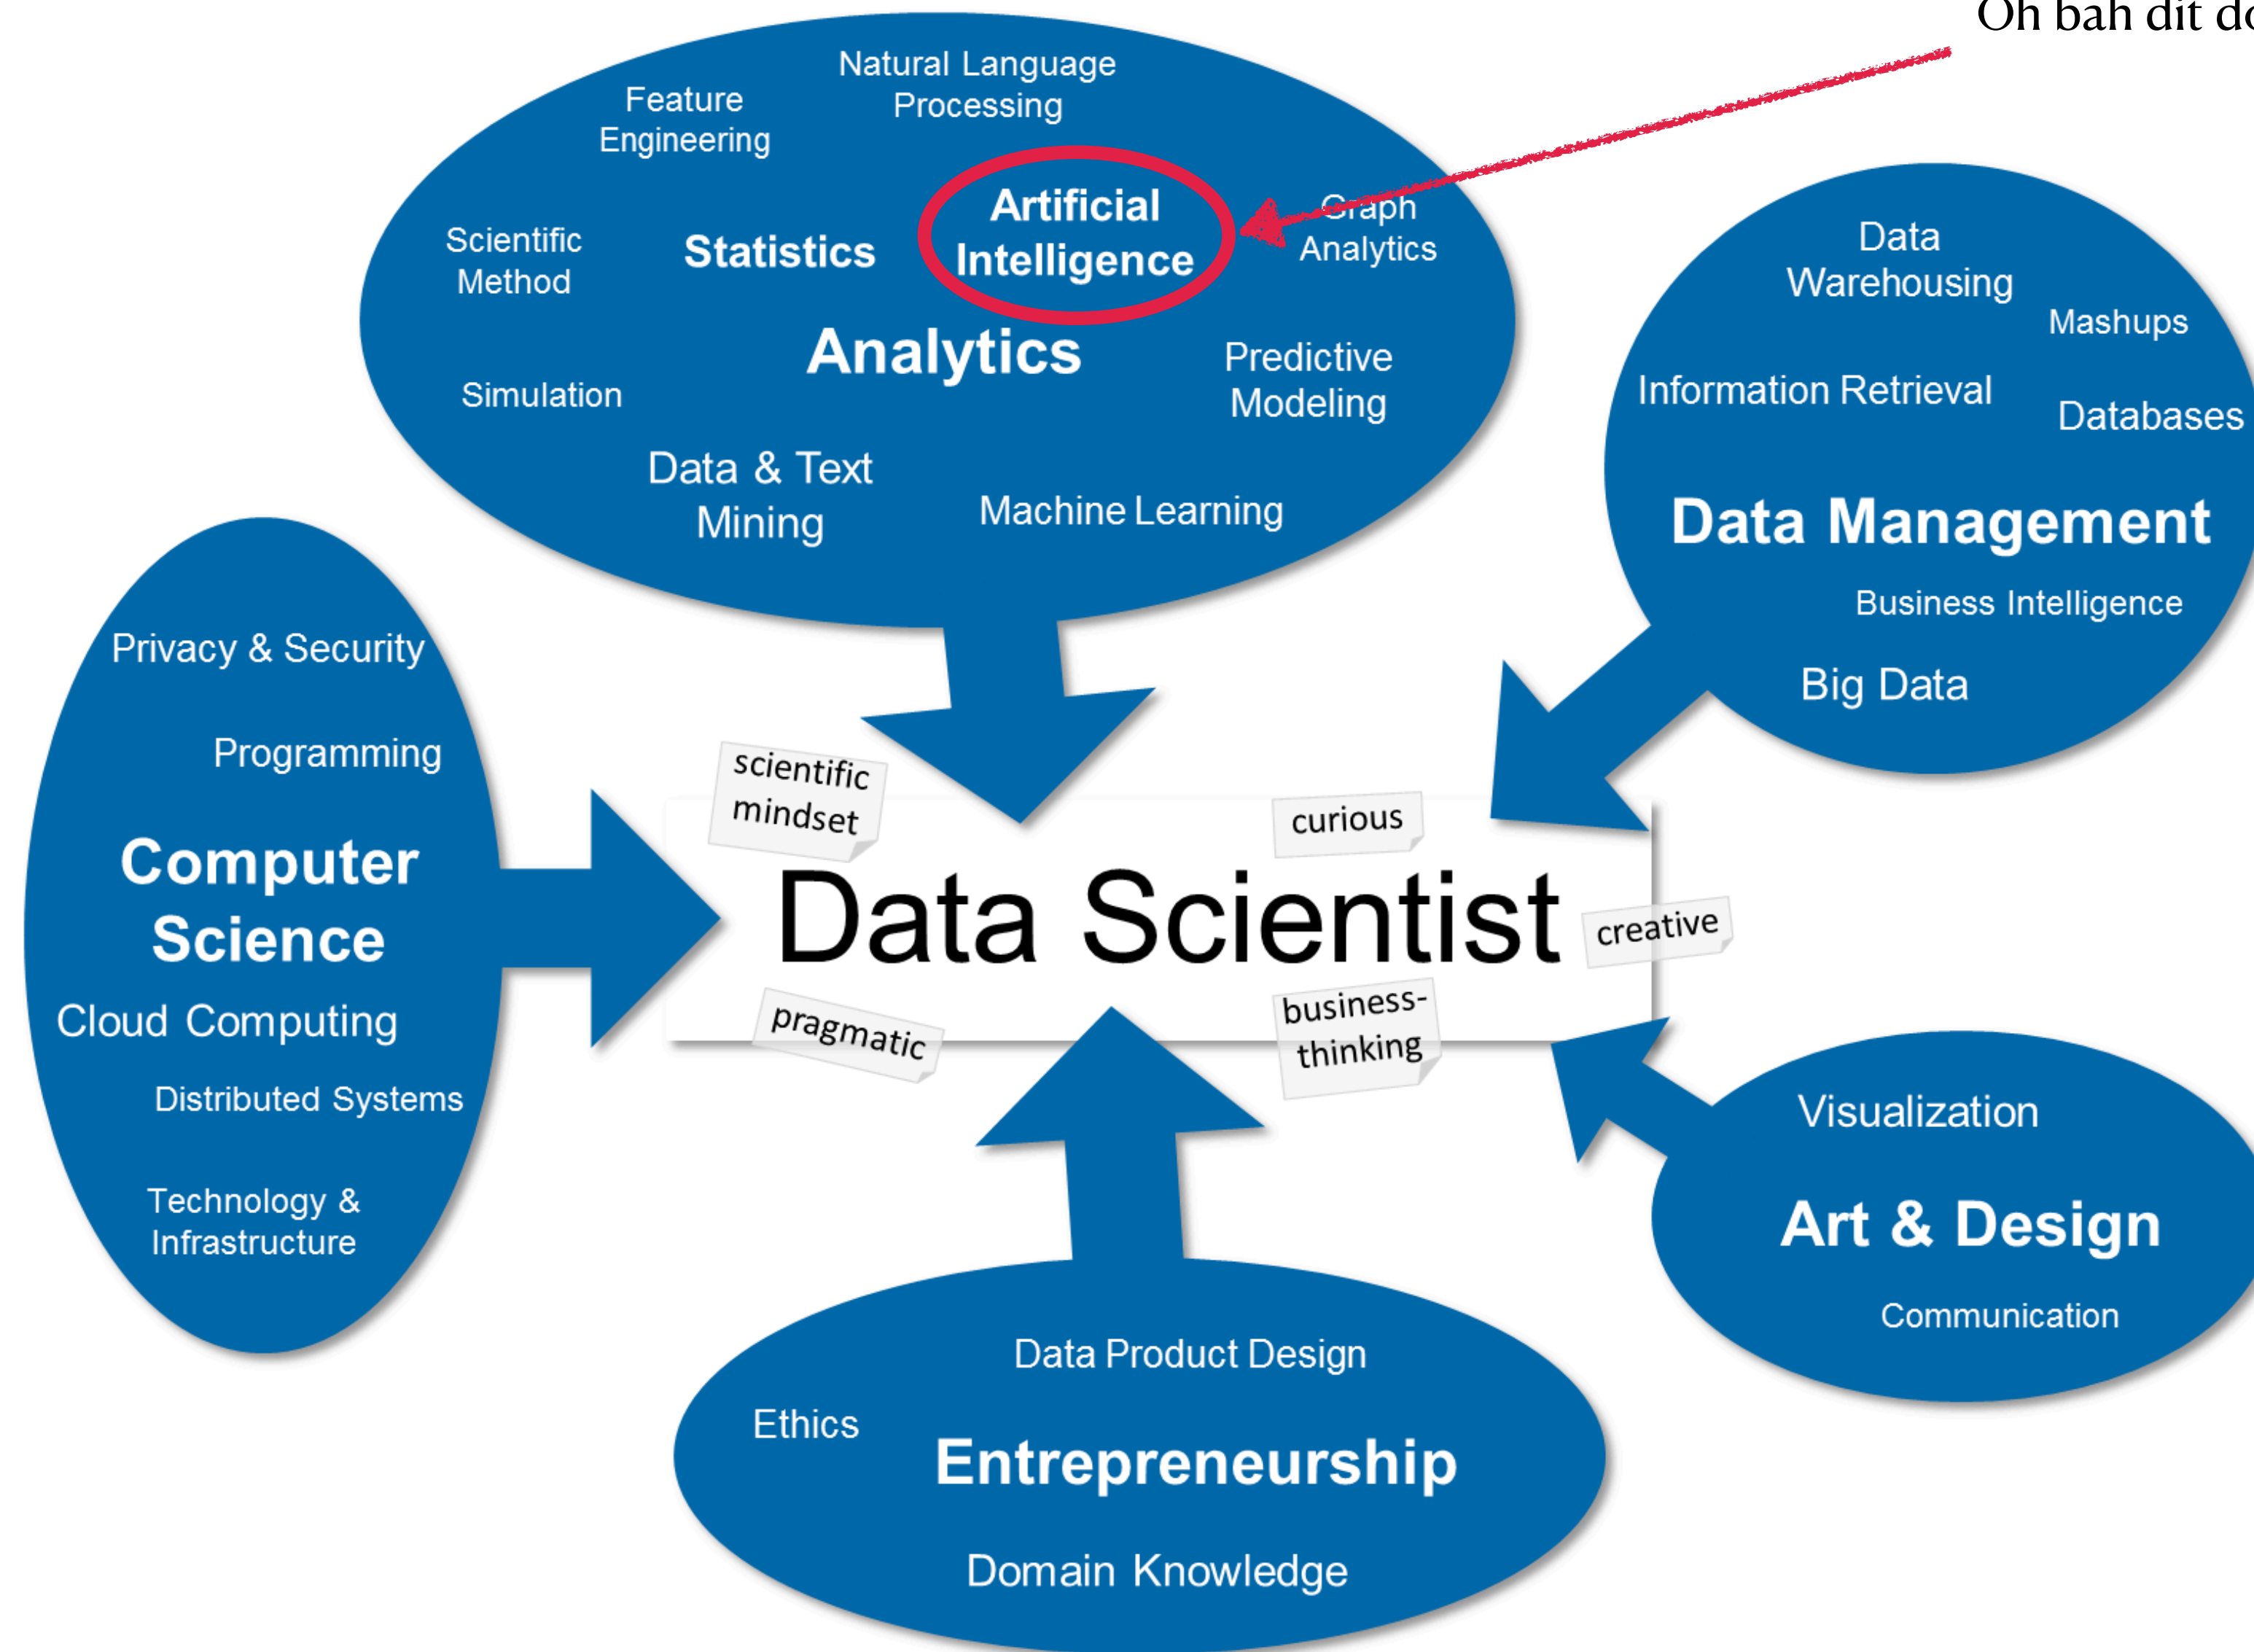 Oh bah dit
Natural Language
Processing
Feature
Engineering
Artificial
Intelligence
Graph
Analytics
Scientific
Method
Statistics
Analytics
Predictive
Modeling
Simulation
Data & Text
Mining
Machine Learning
Data
Warehousing
Mashups
Information Retrieval
Databases
Data Management
Business Intelligence
Big Data
Privacy & Security
Programming
Computer
Science
Cloud Computing
Distributed Systems
Technology &
Infrastructure
scientific
mindset
curious
Data Scientist
creative
pragmatic
business-
thinking
Visualization
Art & Design
Communication
Data Product Design
Ethics
Entrepreneurship
Domain Knowledge